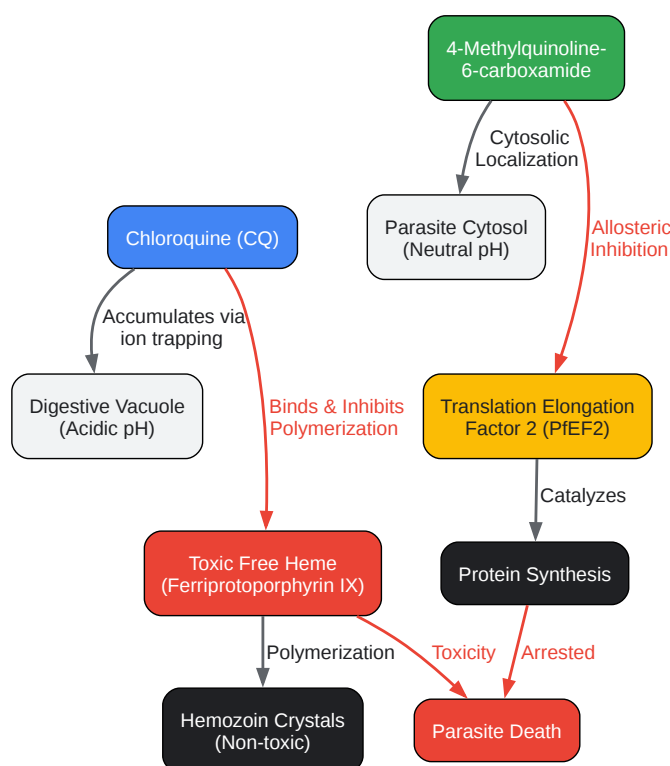 4-Methylquinoline-
6-carboxamide
Cytosolic
Localization
Parasite Cytosol
(Neutral pH)
Allosteric
Inhibition
Chloroquine (CQ)
Accumulates via
ion trapping
Digestive Vacuole
(Acidic pH)
Binds & Inhibits
Polymerization
Translation Elongation
Factor 2 (PfEF2)
Catalyzes
Toxic Free Heme
(Ferriprotoporphyrin IX)
Protein Synthesis
Polymerization
Toxicity
Arrested
Hemozoin Crystals
(Non-toxic)
Parasite Death